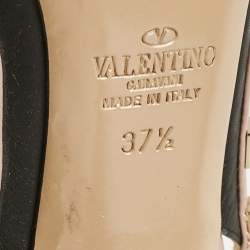 VALENTINO
GARAVANI
MADE IN ITALY
37½